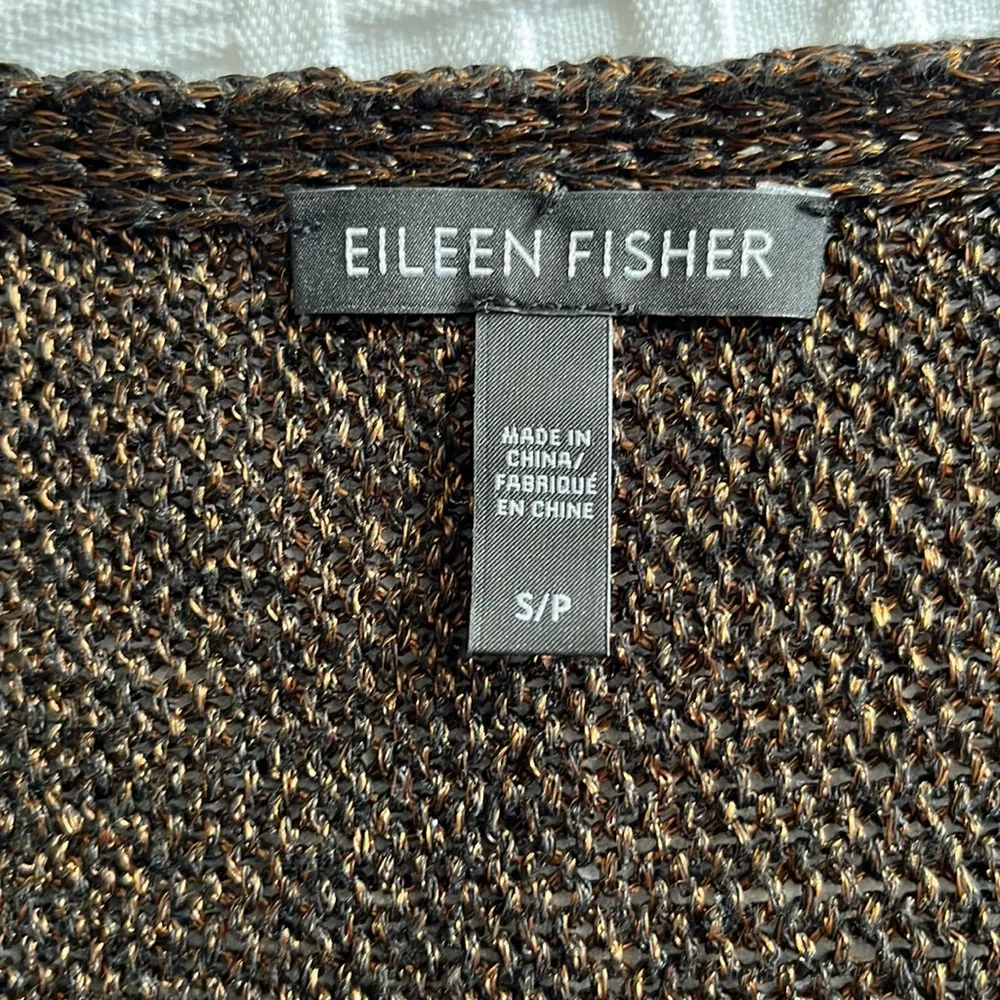 EILEEN FISHER
MADE IN
CHINA/
FABRIQUÉ
EN CHINE
S/P